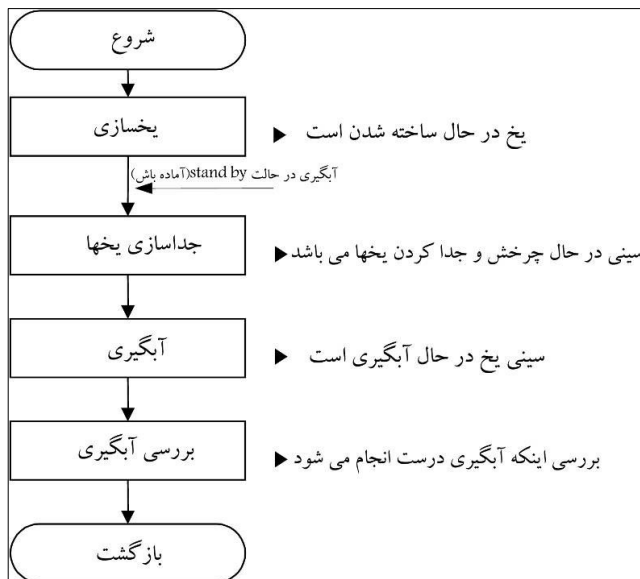 شروع
یخسازی
یخ در حال ساخته شدن است
آبگیری در حالت stand by(آماده باش)
جداسازی یخها
سینی در حال چرخش و جدا کردن یخها می باشد
آبگیری
سینی یخ در حال آبگیری است
بررسی آبگیری
بررسی اینکه آبگیری درست انجام می شود
بازگشت